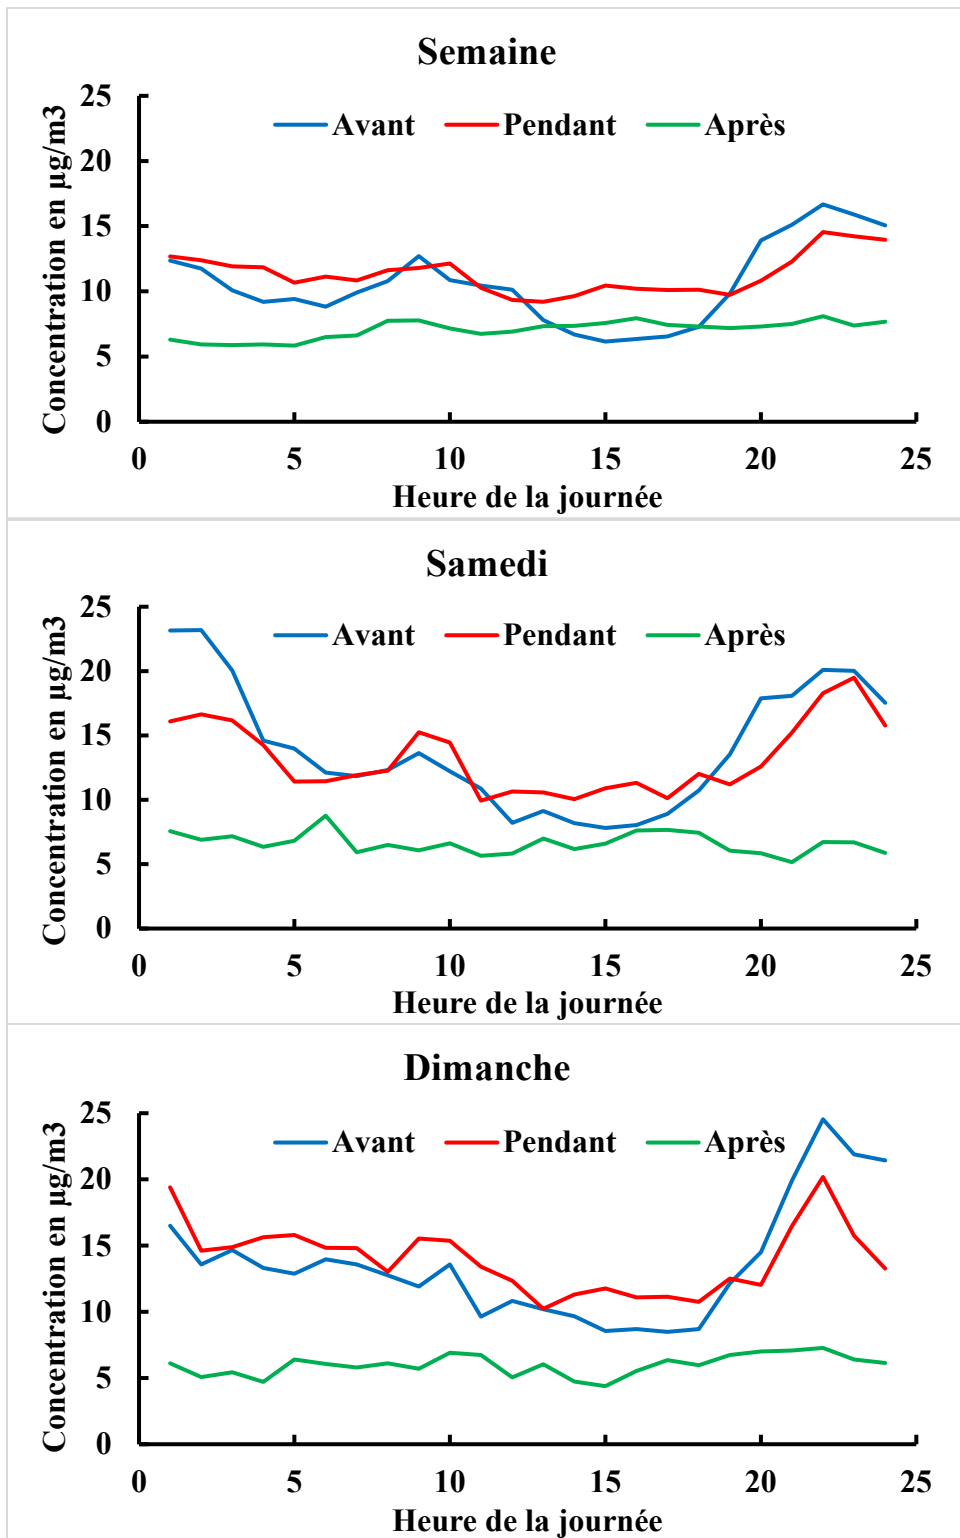 Semaine
Avant Pendant Après
Concentration en µg/m3
25
20
15
10
5
0
0 5 10 15 20 25
Heure de la journée
Samedi
Avant Pendant Après
Concentration en µg/m3
25
20
15
10
5
0
0 5 10 15 20 25
Heure de la journée
Dimanche
Avant Pendant Après
Concentration en µg/m3
25
20
15
10
5
0
0 5 10 15 20 25
Heure de la journée